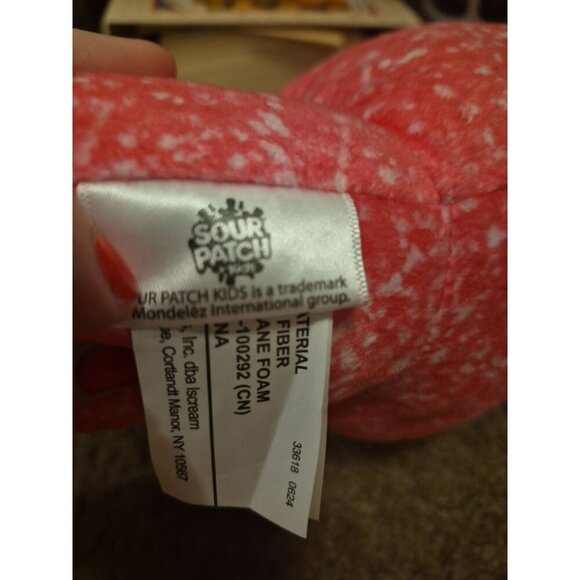 SOUR
PATCH
KIDS
UR PATCH KIDS is a trademark
Mondelēz International group.
ATERIAL
FIBER
ANE FOAM
-100292 (CN)
NA
, Inc. dba Iscream
e, Cortlandt Manor, NY 10567
33618 0624